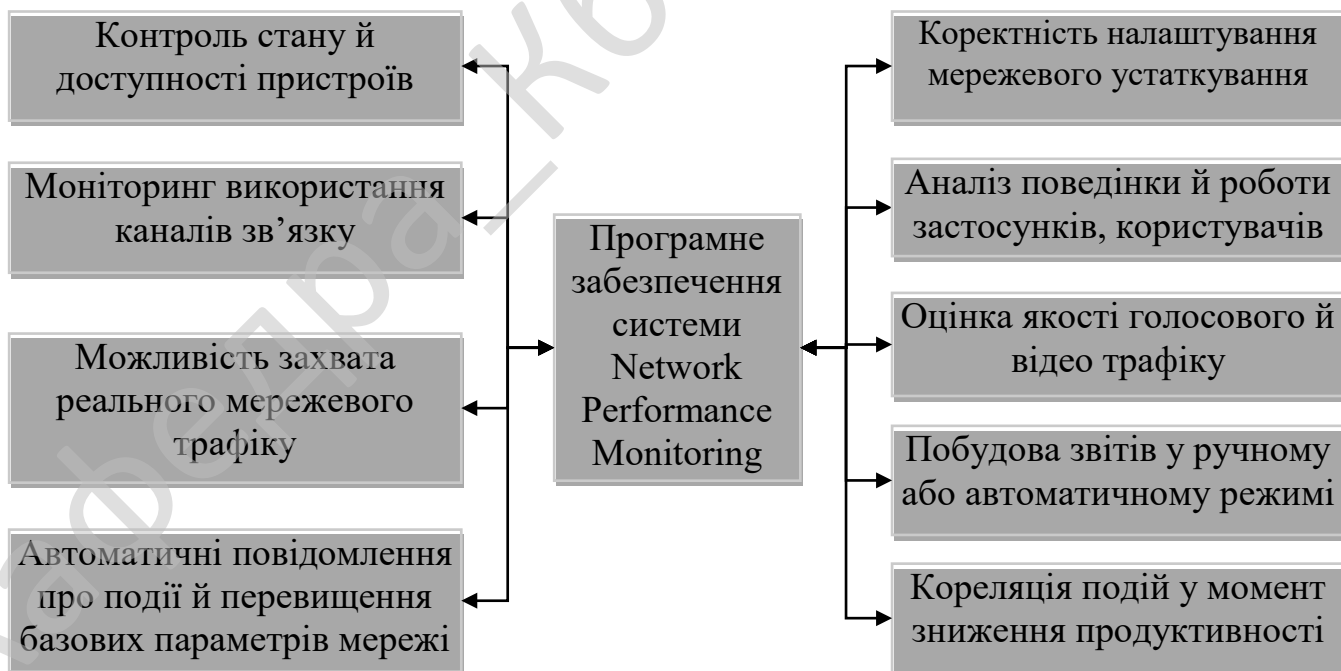 Контроль стану й
доступності пристроїв
Моніторинг використання
каналів зв’язку
Можливість захвата
реального мережевого
трафіку
Автоматичні повідомлення
про події й перевищення
базових параметрів мережі
Програмне
забезпечення
системи
Network
Performance
Monitoring
Коректність налаштування
мережевого устаткування
Аналіз поведінки й роботи
застосунків, користувачів
Оцінка якості голосового й
відео трафіку
Побудова звітів у ручному
або автоматичному режимі
Кореляція подій у момент
зниження продуктивності